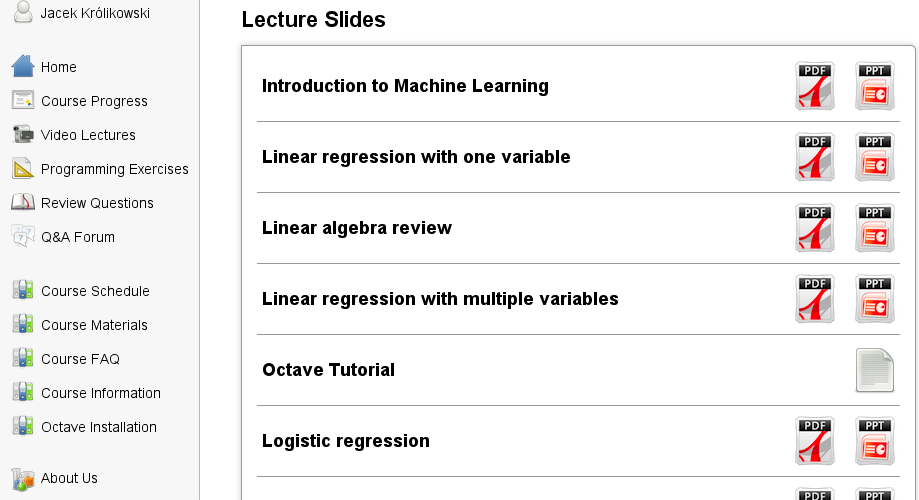 Jacek Królikowski
Home
Course Progress
Video Lectures
Programming Exercises
Review Questions
Q&A Forum
Course Schedule
Course Materials
Course FAQ
Course Information
Octave Installation
About Us
Lecture Slides
Introduction to Machine Learning PDF PPT
Linear regression with one variable PDF PPT
Linear algebra review PDF PPT
Linear regression with multiple variables PDF PPT
Octave Tutorial
Logistic regression PDF PPT
PDF PPT